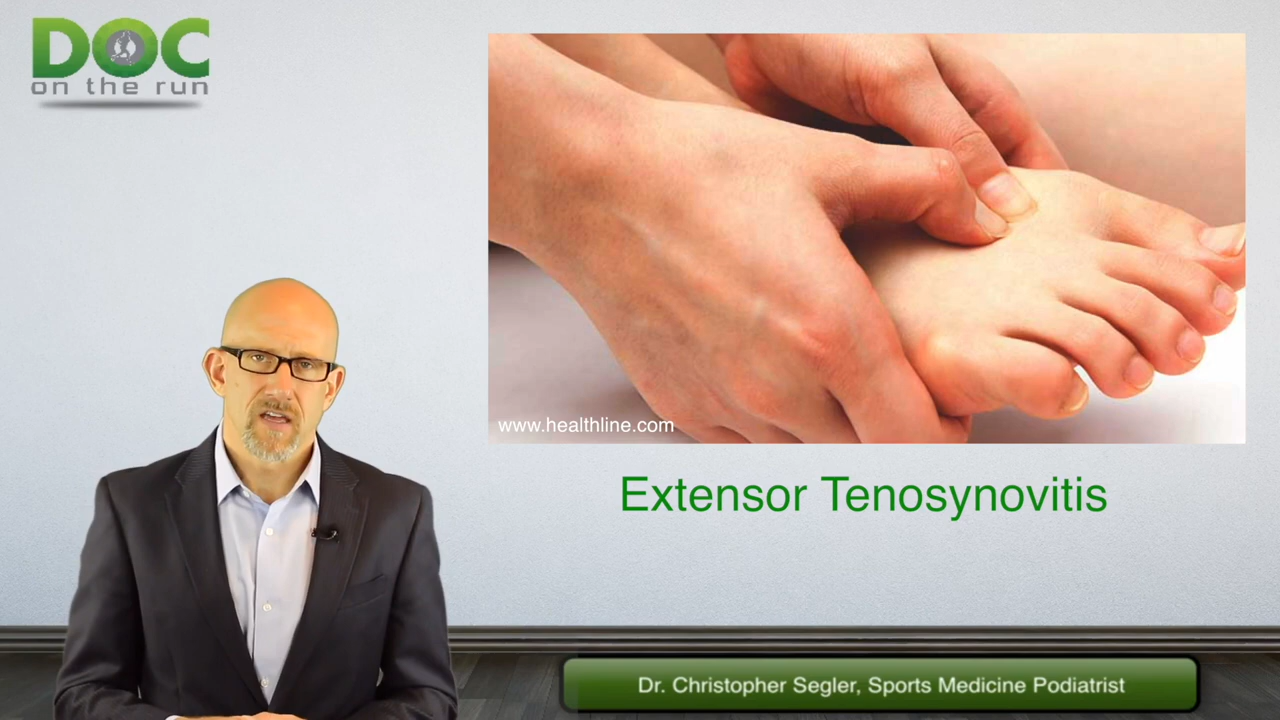 DOC
on the run
www.healthline.com
Extensor Tenosynovitis
Dr. Christopher Segler, Sports Medicine Podiatrist